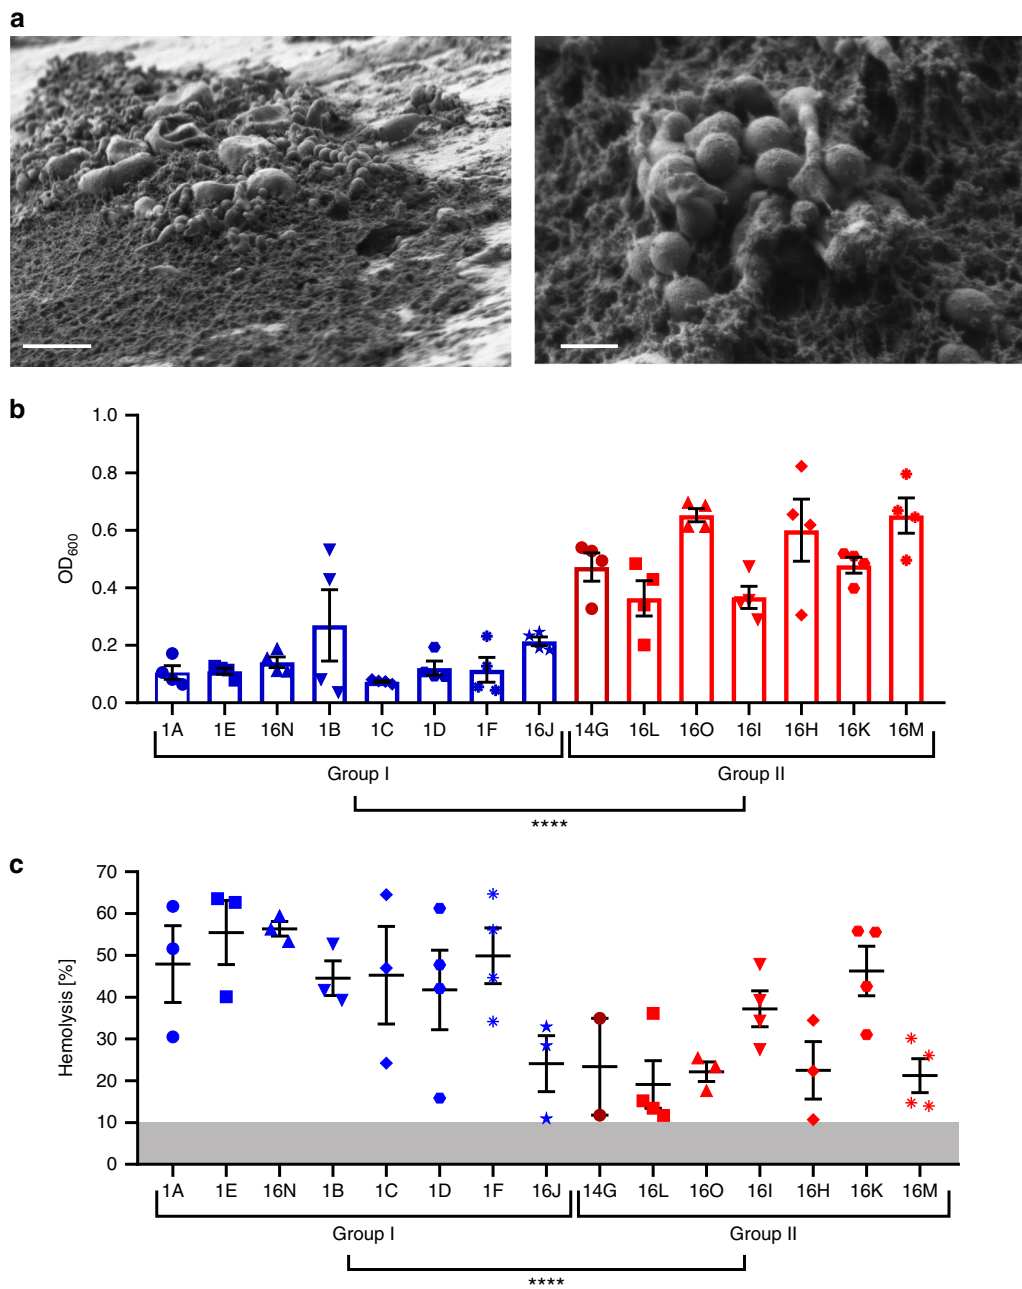 a
b
1.0
0.8
0.6
0.4
0.2
0.0
OD600
1A 1E 16N 1B 1C 1D 1F 16J 14G 16L 16O 16I 16H 16K 16M
Group I Group II
****
c
70
60
50
40
30
20
10
0
Hemolysis [%]
1A 1E 16N 1B 1C 1D 1F 16J 14G 16L 16O 16I 16H 16K 16M
Group I Group II
****